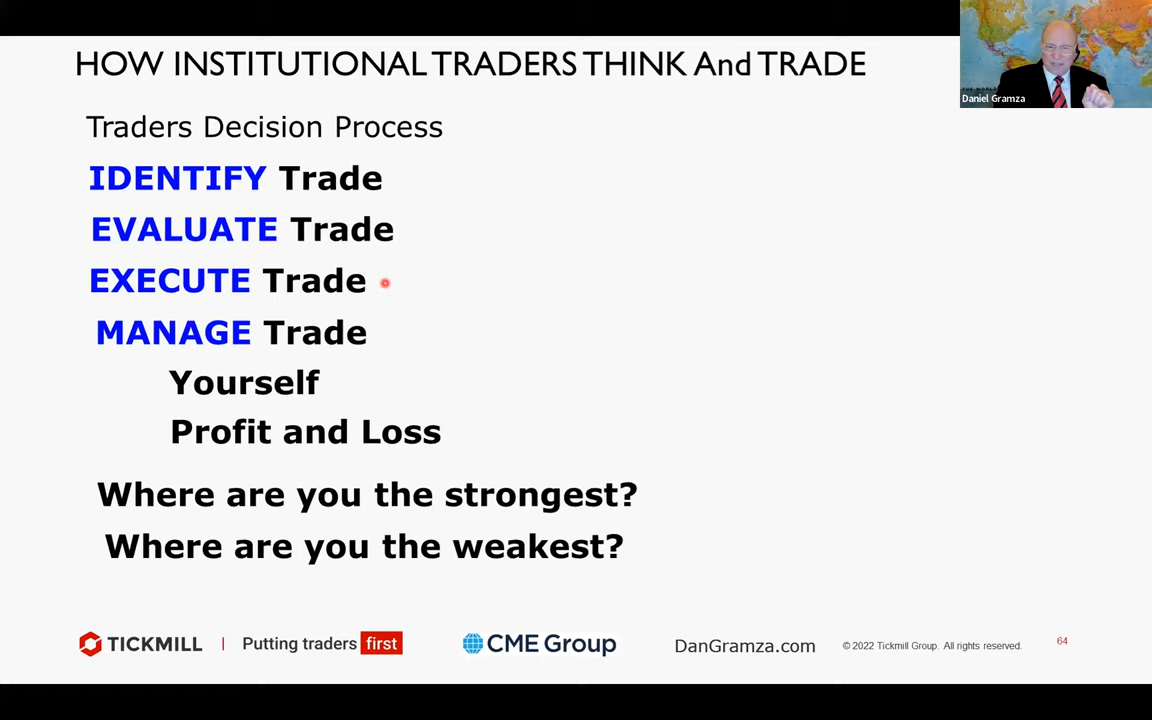 HOW INSTITUTIONAL TRADERS THINK And TRADE
Daniel Gramza
Traders Decision Process
IDENTIFY Trade
EVALUATE Trade
EXECUTE Trade
MANAGE Trade
Yourself
Profit and Loss
Where are you the strongest?
Where are you the weakest?
TICKMILL | Putting traders first CME Group DanGramza.com © 2022 Tickmill Group. All rights reserved. 64